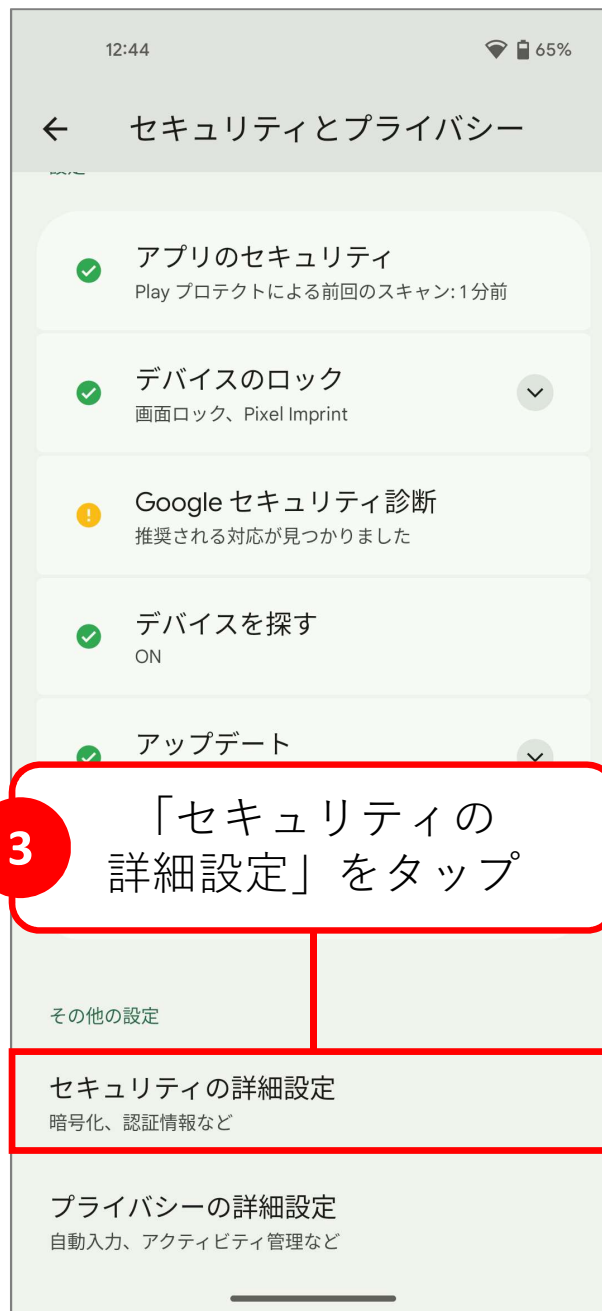 12:44
65%
セキュリティとプライバシー
アプリのセキュリティ
Play プロテクトによる前回のスキャン: 1 分前
デバイスのロック
画面ロック、Pixel Imprint
Google セキュリティ診断
推奨される対応が見つかりました
デバイスを探す
ON
アップデート
3
「セキュリティの
詳細設定」をタップ
その他の設定
セキュリティの詳細設定
暗号化、認証情報など
プライバシーの詳細設定
自動入力、アクティビティ管理など